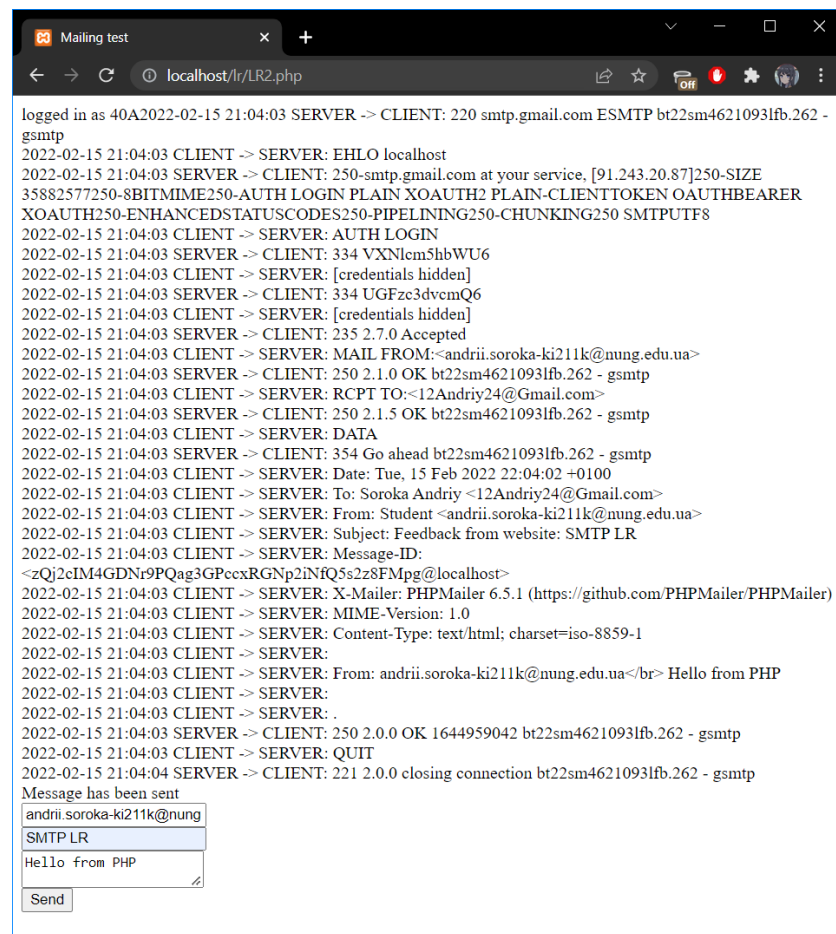 Mailing test
localhost/lr/LR2.php
Off
logged in as 40A2022-02-15 21:04:03 SERVER -> CLIENT: 220 smtp.gmail.com ESMTP bt22sm4621093lfb.262 -
gsmtp
2022-02-15 21:04:03 CLIENT -> SERVER: EHLO localhost
2022-02-15 21:04:03 SERVER -> CLIENT: 250-smtp.gmail.com at your service, [91.243.20.87]250-SIZE
35882577250-8BITMIME250-AUTH LOGIN PLAIN XOAUTH2 PLAIN-CLIENTTOKEN OAUTHBEARER
XOAUTH250-ENHANCEDSTATUSCODES250-PIPELINING250-CHUNKING250 SMTPUTF8
2022-02-15 21:04:03 CLIENT -> SERVER: AUTH LOGIN
2022-02-15 21:04:03 SERVER -> CLIENT: 334 VXNlcm5hbWU6
2022-02-15 21:04:03 CLIENT -> SERVER: [credentials hidden]
2022-02-15 21:04:03 SERVER -> CLIENT: 334 UGFzc3dvcmQ6
2022-02-15 21:04:03 CLIENT -> SERVER: [credentials hidden]
2022-02-15 21:04:03 SERVER -> CLIENT: 235 2.7.0 Accepted
2022-02-15 21:04:03 CLIENT -> SERVER: MAIL FROM:<andrii.soroka-ki211k@nung.edu.ua>
2022-02-15 21:04:03 SERVER -> CLIENT: 250 2.1.0 OK bt22sm4621093lfb.262 - gsmtp
2022-02-15 21:04:03 CLIENT -> SERVER: RCPT TO:<12Andriy24@Gmail.com>
2022-02-15 21:04:03 SERVER -> CLIENT: 250 2.1.5 OK bt22sm4621093lfb.262 - gsmtp
2022-02-15 21:04:03 CLIENT -> SERVER: DATA
2022-02-15 21:04:03 SERVER -> CLIENT: 354 Go ahead bt22sm4621093lfb.262 - gsmtp
2022-02-15 21:04:03 CLIENT -> SERVER: Date: Tue, 15 Feb 2022 22:04:02 +0100
2022-02-15 21:04:03 CLIENT -> SERVER: To: Soroka Andriy <12Andriy24@Gmail.com>
2022-02-15 21:04:03 CLIENT -> SERVER: From: Student <andrii.soroka-ki211k@nung.edu.ua>
2022-02-15 21:04:03 CLIENT -> SERVER: Subject: Feedback from website: SMTP LR
2022-02-15 21:04:03 CLIENT -> SERVER: Message-ID:
<zQj2cIM4GDNr9PQag3GPccxRGNp2iNfQ5s2z8FMpg@localhost>
2022-02-15 21:04:03 CLIENT -> SERVER: X-Mailer: PHPMailer 6.5.1 (https://github.com/PHPMailer/PHPMailer)
2022-02-15 21:04:03 CLIENT -> SERVER: MIME-Version: 1.0
2022-02-15 21:04:03 CLIENT -> SERVER: Content-Type: text/html; charset=iso-8859-1
2022-02-15 21:04:03 CLIENT -> SERVER:
2022-02-15 21:04:03 CLIENT -> SERVER: From: andrii.soroka-ki211k@nung.edu.ua</br> Hello from PHP
2022-02-15 21:04:03 CLIENT -> SERVER:
2022-02-15 21:04:03 CLIENT -> SERVER: .
2022-02-15 21:04:03 SERVER -> CLIENT: 250 2.0.0 OK 1644959042 bt22sm4621093lfb.262 - gsmtp
2022-02-15 21:04:03 CLIENT -> SERVER: QUIT
2022-02-15 21:04:04 SERVER -> CLIENT: 221 2.0.0 closing connection bt22sm4621093lfb.262 - gsmtp
Message has been sent
andrii.soroka-ki211k@nung
SMTP LR
Hello from PHP
Send